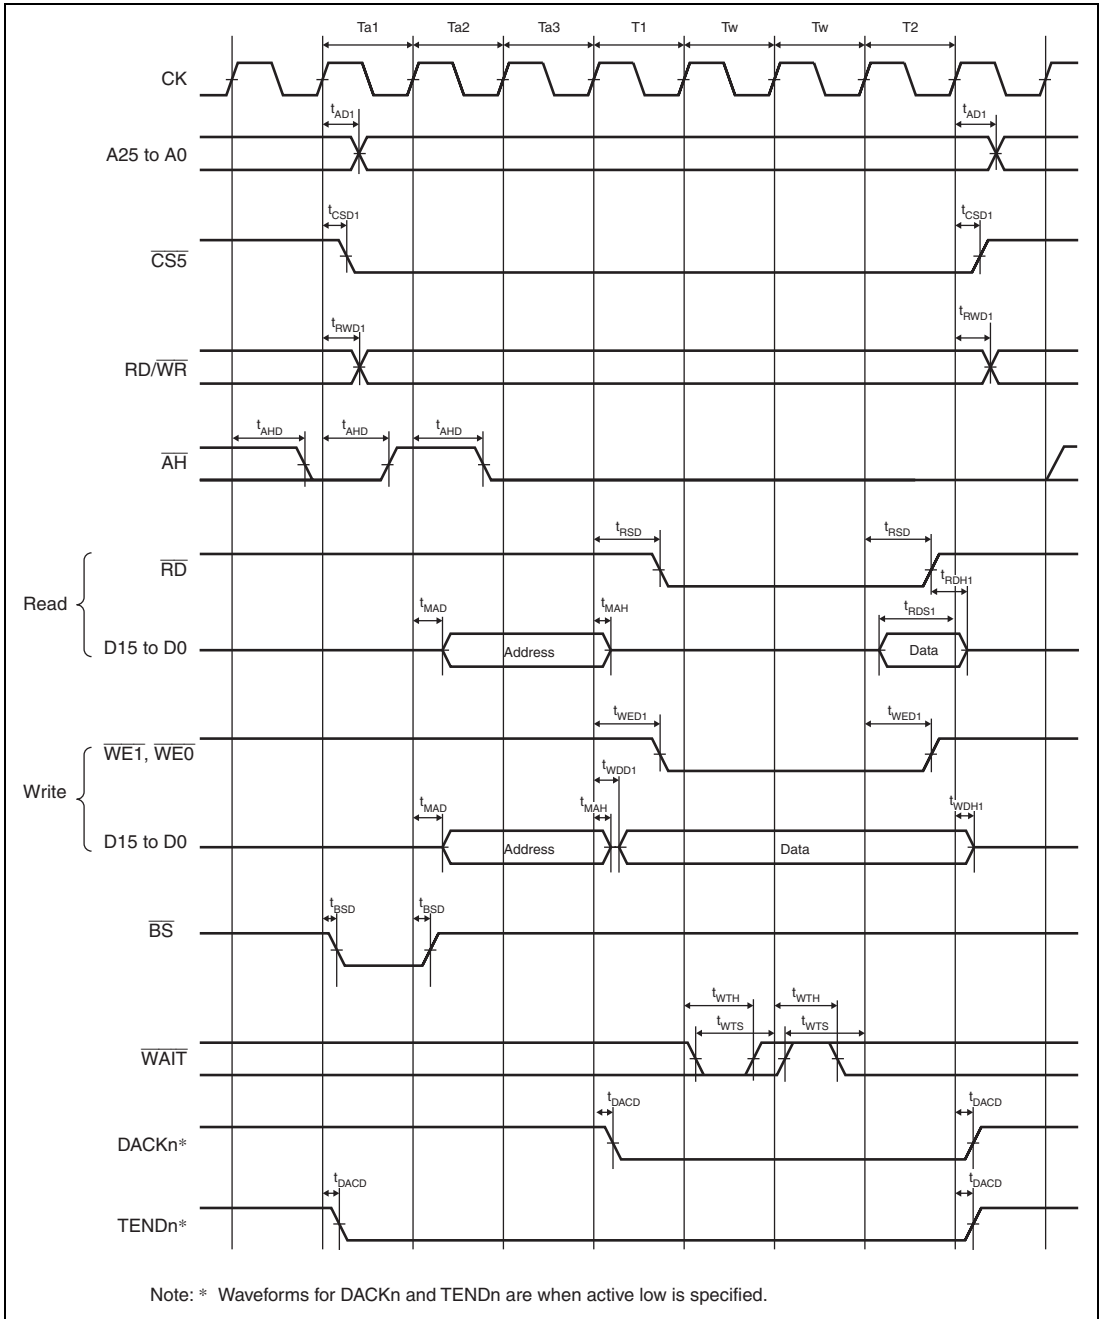 Ta1 Ta2 Ta3 T1 Tw Tw T2
CK
tAD1 tAD1
A25 to A0
tCSD1 tCSD1
CS5
tRWD1 tRWD1
RD/WR
tAHD tAHD tAHD
AH
tRSD tRSD
RD
tRDH1
Read
tMAD tMAH tRDS1
D15 to D0 Address Data
tWED1 tWED1
WE1, WE0
tWDD1
Write
tMAD tMAH tWDH1
D15 to D0 Address Data
tBSD tBSD
BS
tWTH tWTH
tWTS tWTS
WAIT
tDACD tDACD
DACKn*
tDACD tDACD
TENDn*
Note: * Waveforms for DACKn and TENDn are when active low is specified.